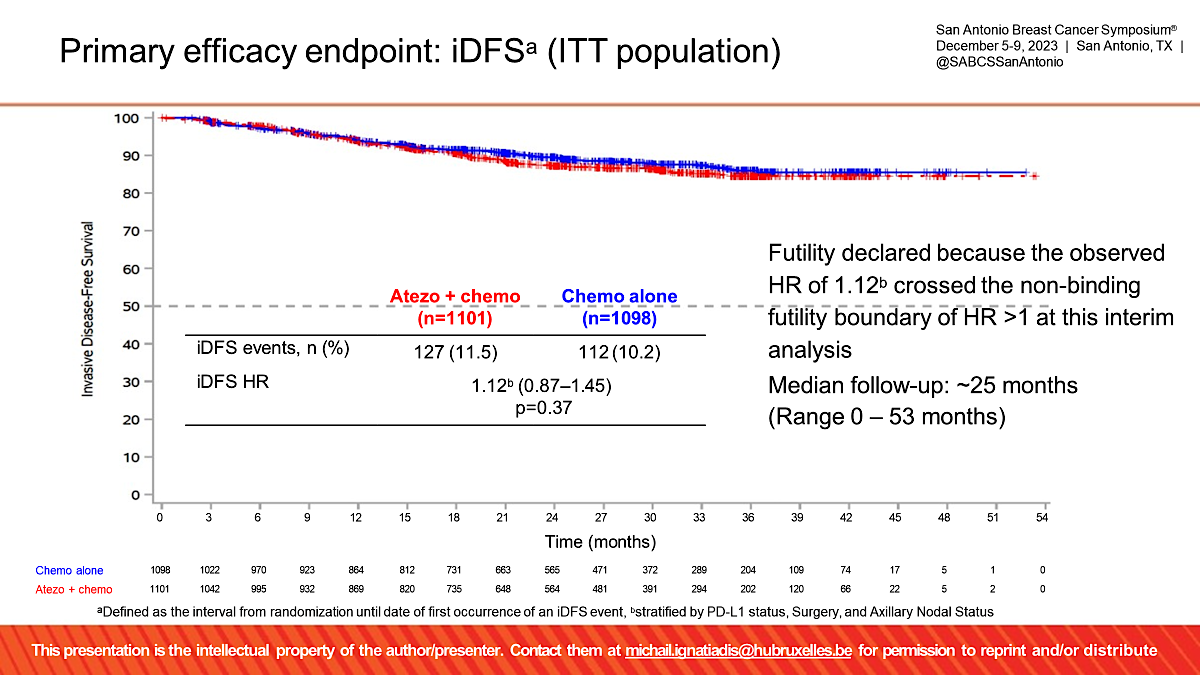 Primary efficacy endpoint: iDFSᵃ (ITT population)
San Antonio Breast Cancer Symposium®
December 5-9, 2023 | San Antonio, TX |
@SABCSSanAntonio
Invasive Disease-Free Survival
100
90
80
70
60
50
40
30
20
10
0
Atezo + chemo Chemo alone
(n=1101) (n=1098)
iDFS events, n (%) 127 (11.5) 112 (10.2)
iDFS HR 1.12ᵇ (0.87–1.45)
p=0.37
Futility declared because the observed
HR of 1.12ᵇ crossed the non-binding
futility boundary of HR >1 at this interim
analysis
Median follow-up: ~25 months
(Range 0 – 53 months)
0 3 6 9 12 15 18 21 24 27 30 33 36 39 42 45 48 51 54
Time (months)
Chemo alone 1098 1022 970 923 864 812 731 663 565 471 372 289 204 109 74 17 5 1 0
Atezo + chemo 1101 1042 995 932 869 820 735 648 564 481 391 294 202 120 66 22 5 2 0
ᵃDefined as the interval from randomization until date of first occurrence of an iDFS event, ᵇstratified by PD-L1 status, Surgery, and Axillary Nodal Status
This presentation is the intellectual property of the author/presenter. Contact them at michail.ignatiadis@hubruxelles.be for permission to reprint and/or distribute